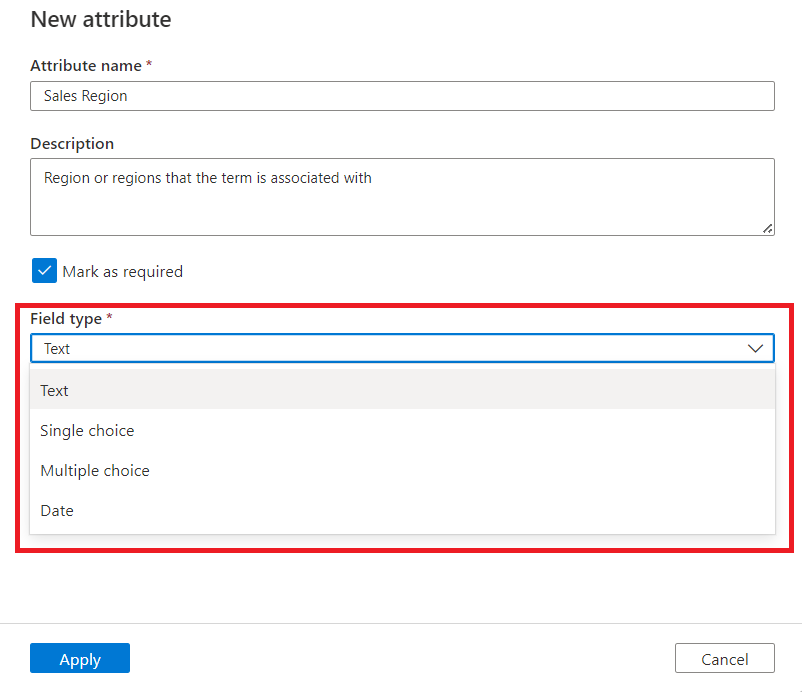 New attribute
Attribute name *
Sales Region
Description
Region or regions that the term is associated with
Mark as required
Field type *
Text
Text
Single choice
Multiple choice
Date
Apply
Cancel